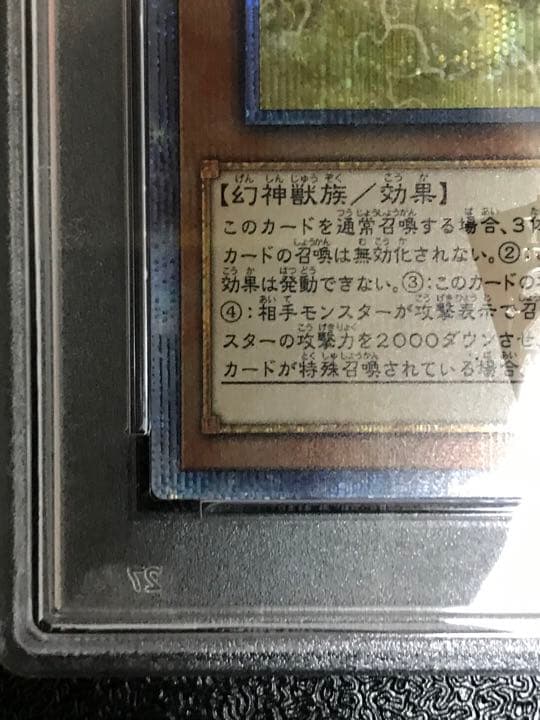 【幻神獣族／効果】
このカードを通常召喚する場合、3体
カードの召喚は無効化されない。②：
効果は発動できない。③：このカードの
④：相手モンスターが攻撃表示で召
スターの攻撃力を2000ダウンさせ、
カードが特殊召喚されている場合、